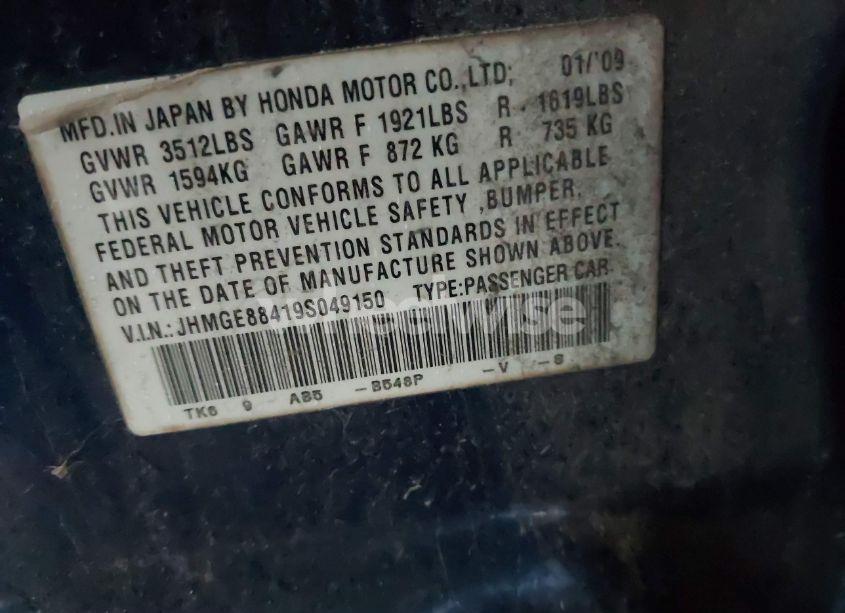 MFD.IN JAPAN BY HONDA MOTOR CO.,LTD; 01/'09
GVWR 3512LBS GAWR F 1921LBS R 1619LBS
GVWR 1594KG GAWR F 872 KG R 735 KG
THIS VEHICLE CONFORMS TO ALL APPLICABLE
FEDERAL MOTOR VEHICLE SAFETY ,BUMPER,
AND THEFT PREVENTION STANDARDS IN EFFECT
ON THE DATE OF MANUFACTURE SHOWN ABOVE.
V.I.N.: JHMGE88419S049150 TYPE:PASSENGER CAR
TK6 9 AB5 -B548P -V -S